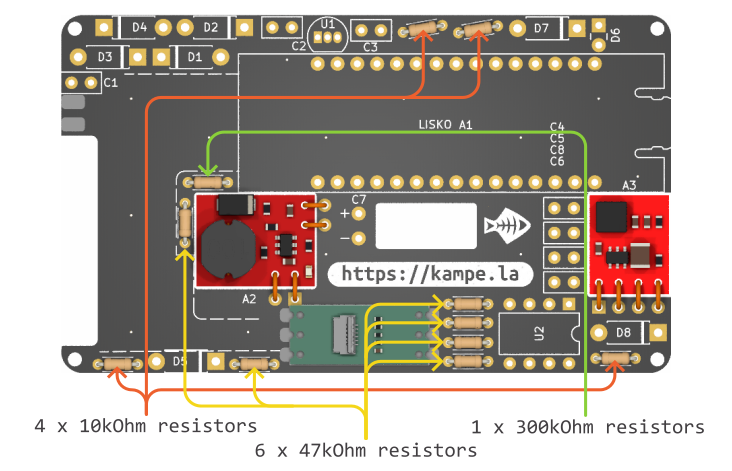 D4
D2
U1
D7
D6
C2
C3
D3
D1
C1
LISKO A1
C4
C5
C8
C6
A3
C7
+
−
https://kampe.la
A2
U2
D8
D5
4 x 10kOhm resistors
1 x 300kOhm resistors
6 x 47kOhm resistors